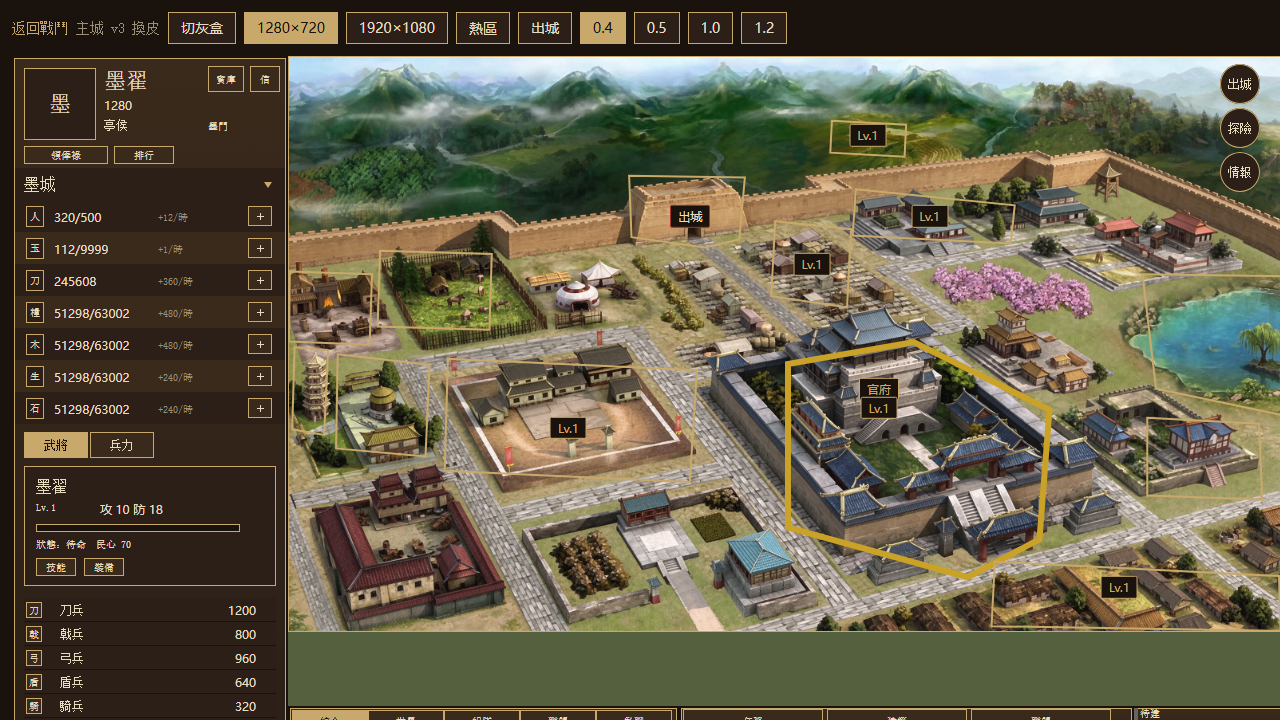 返回戰鬥 主城 v3 換皮 切灰盒 1280×720 1920×1080 熱區 出城 0.4 0.5 1.0 1.2
墨
墨翟
1280
亭侯
寶庫 信
墨門
領俸祿 排行
墨城
人 320/500 +12/時 +
玉 112/9999 +1/時 +
刀 245608 +360/時 +
糧 51298/63002 +480/時 +
木 51298/63002 +480/時 +
生 51298/63002 +240/時 +
石 51298/63002 +240/時 +
武將 兵力
墨翟
Lv. 1 攻 10 防 18
狀態：待命 民心 70
技能 裝備
刀 刀兵 1200
戟 戟兵 800
弓 弓兵 960
盾 盾兵 640
騎 騎兵 320
出城
探險
情報
Lv.1
出城
Lv.1
Lv.1
官府
Lv.1
Lv.1
Lv.1
待建